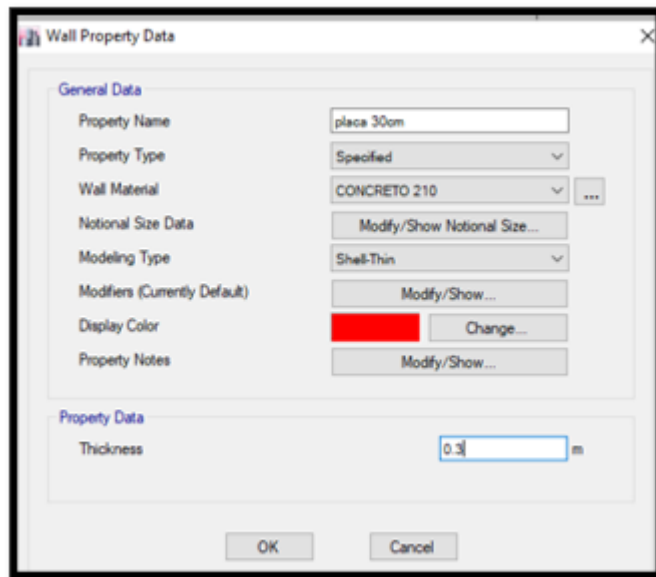 Wall Property Data
General Data
Property Name placa 30cm
Property Type Specified
Wall Material CONCRETO 210 ...
Notional Size Data Modify/Show Notional Size...
Modeling Type Shell-Thin
Modifiers (Currently Default) Modify/Show...
Display Color Change...
Property Notes Modify/Show...
Property Data
Thickness 0.3 m
OK Cancel